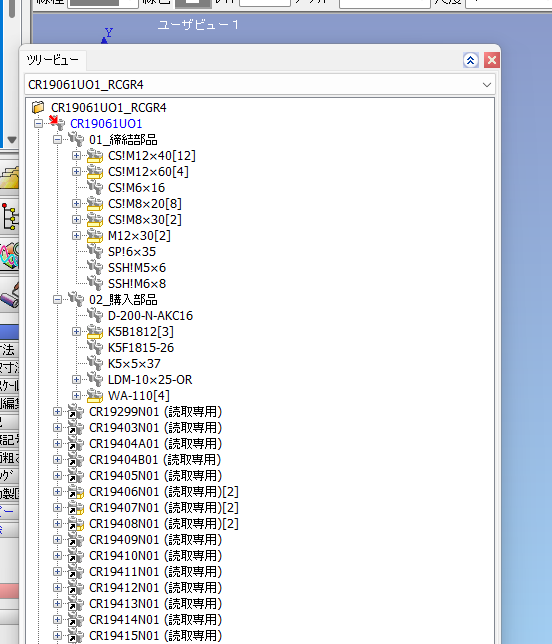 ユーザビュー１
Y
ツリービュー
CR19061UO1_RCGR4
CR19061UO1_RCGR4
CR19061UO1
01_締結部品
CS!M12×40[12]
CS!M12×60[4]
CS!M6×16
CS!M8×20[8]
CS!M8×30[2]
M12×30[2]
SP!6×35
SSH!M5×6
SSH!M6×8
02_購入部品
D-200-N-AKC16
K5B1812[3]
K5F1815-26
K5×5×37
LDM-10×25-OR
WA-110[4]
CR19299N01 (読取専用)
CR19403N01 (読取専用)
CR19404A01 (読取専用)
CR19404B01 (読取専用)
CR19405N01 (読取専用)
CR19406N01 (読取専用)[2]
CR19407N01 (読取専用)[2]
CR19408N01 (読取専用)[2]
CR19409N01 (読取専用)
CR19410N01 (読取専用)
CR19411N01 (読取専用)
CR19412N01 (読取専用)
CR19413N01 (読取専用)
CR19414N01 (読取専用)
CR19415N01 (読取専用)